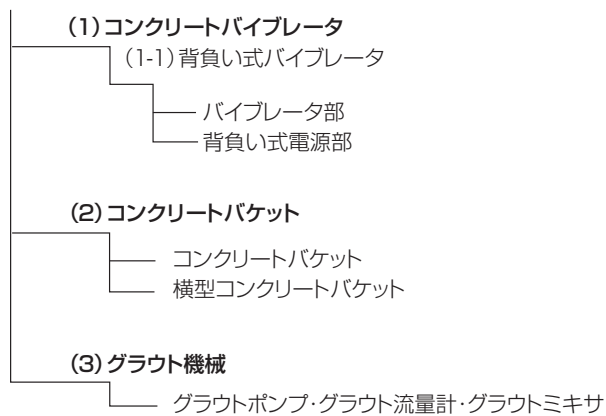 (1)コンクリートバイブレータ
(1-1)背負い式バイブレータ
バイブレータ部
背負い式電源部
(2)コンクリートバケット
コンクリートバケット
横型コンクリートバケット
(3)グラウト機械
グラウトポンプ・グラウト流量計・グラウトミキサ